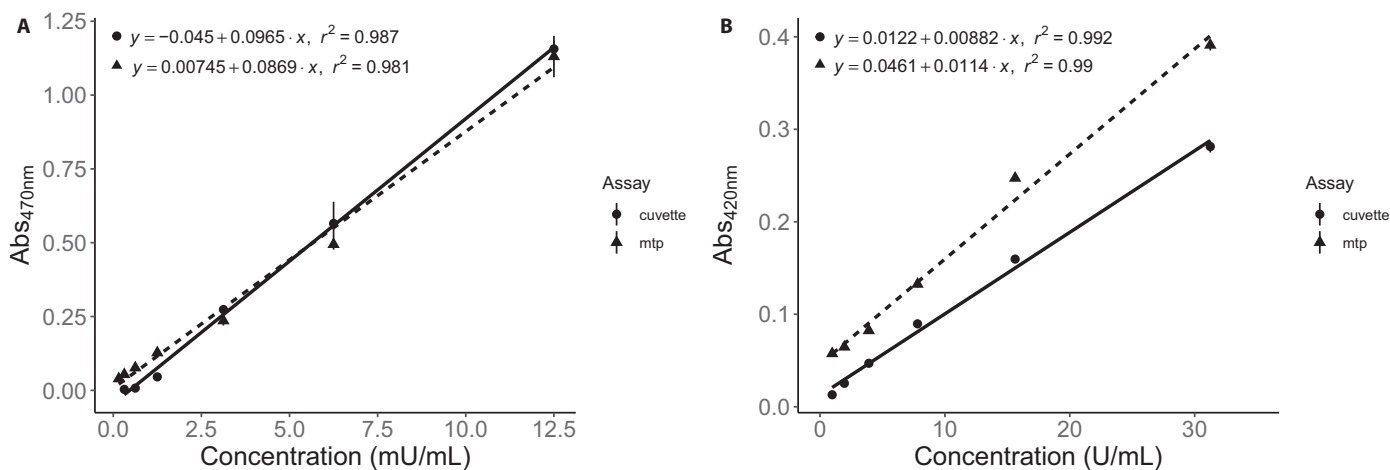 A
y = −0.045 + 0.0965 · x, r² = 0.987
y = 0.00745 + 0.0869 · x, r² = 0.981
1.25
1.00
0.75
0.50
0.25
0.00
Abs470nm
0.0 2.5 5.0 7.5 10.0 12.5
Concentration (mU/mL)
Assay
cuvette
mtp
B
y = 0.0122 + 0.00882 · x, r² = 0.992
y = 0.0461 + 0.0114 · x, r² = 0.99
0.4
0.3
0.2
0.1
0.0
Abs420nm
0 10 20 30
Concentration (U/mL)
Assay
cuvette
mtp